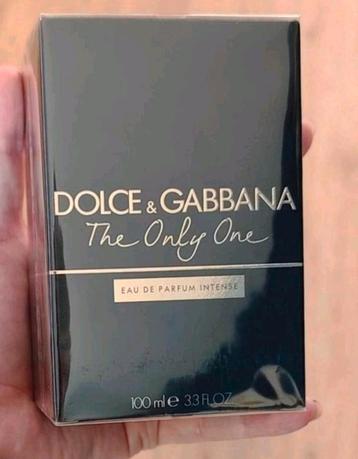 DOLCE & GABBANA
The Only One
EAU DE PARFUM INTENSE
100 ml ℮ 3.3 FL.OZ.